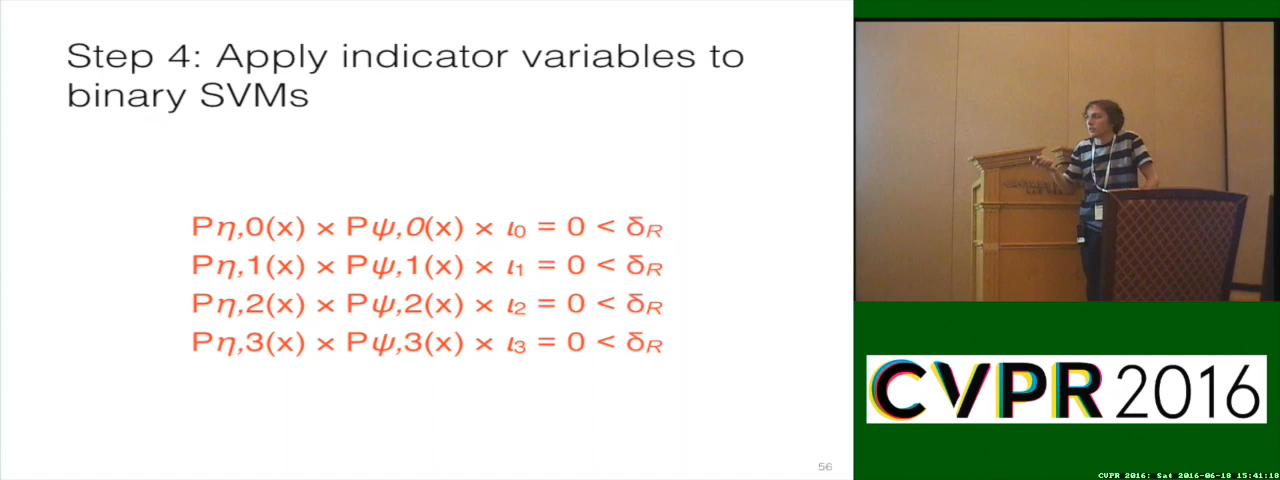 Step 4: Apply indicator variables to
binary SVMs
Pη,0(x) × Pψ,0(x) × ι₀ = 0 < δR
Pη,1(x) × Pψ,1(x) × ι₁ = 0 < δR
Pη,2(x) × Pψ,2(x) × ι₂ = 0 < δR
Pη,3(x) × Pψ,3(x) × ι₃ = 0 < δR
56
CVPR 2016
CVPR 2016: Sat 2016-06-18 15:41:18